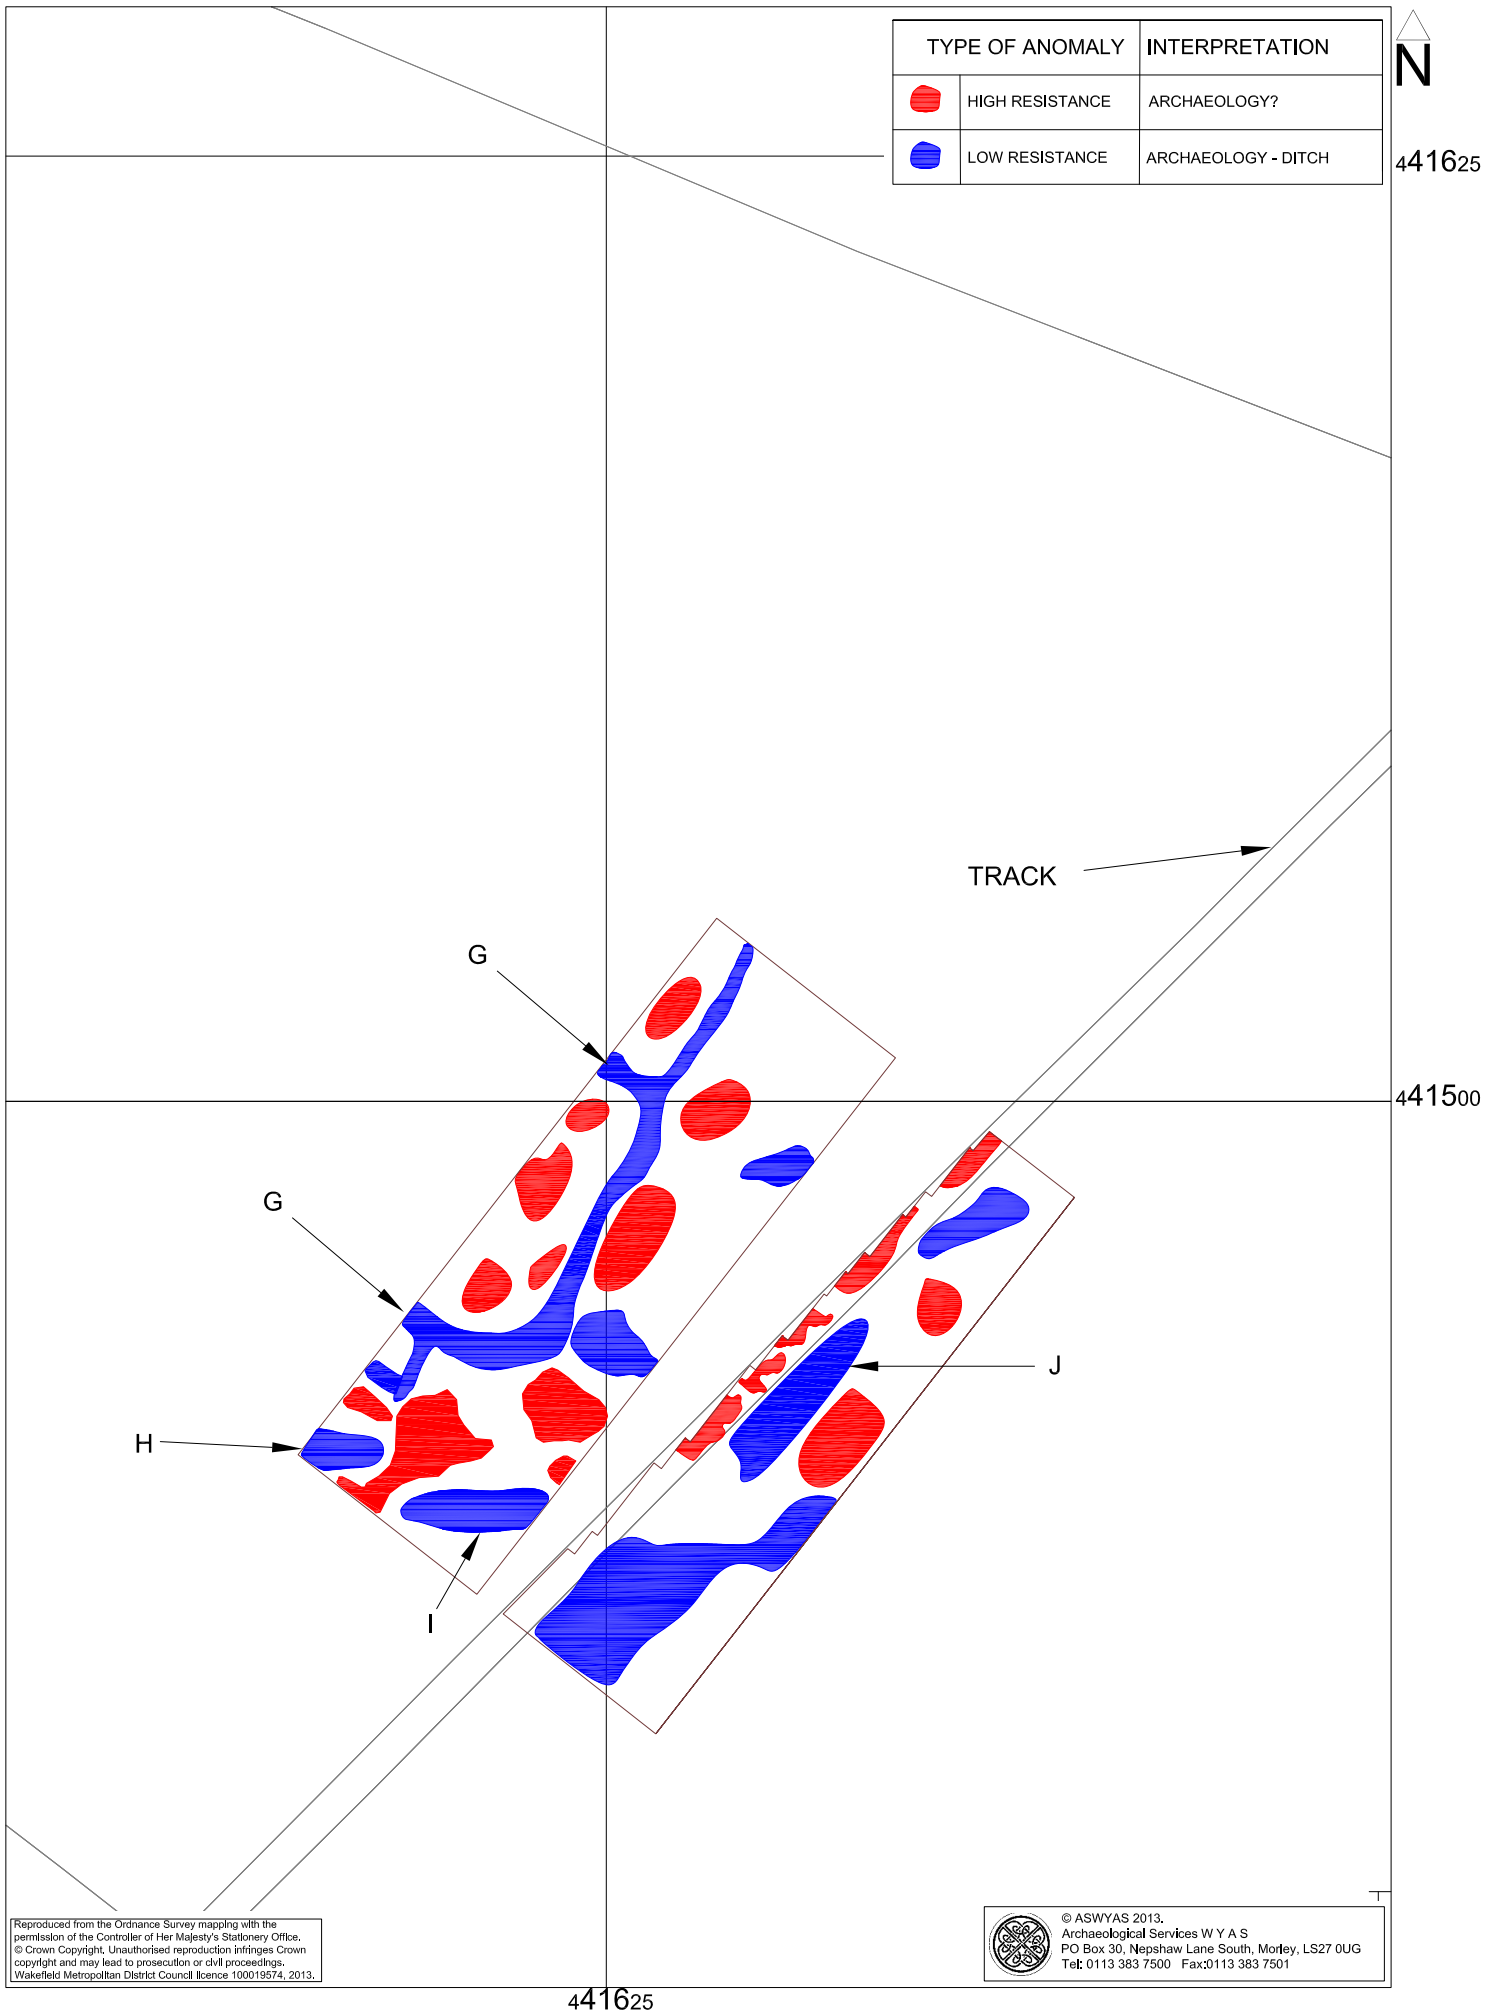 TYPE OF ANOMALY INTERPRETATION
HIGH RESISTANCE ARCHAEOLOGY?
LOW RESISTANCE ARCHAEOLOGY - DITCH
N
441625
TRACK
G
441500
G
J
H
I
Reproduced from the Ordnance Survey mapping with the
permission of the Controller of Her Majesty's Stationery Office.
© Crown Copyright. Unauthorised reproduction infringes Crown
copyright and may lead to prosecution or civil proceedings.
Wakefield Metropolitan District Council licence 100019574, 2013.
© ASWYAS 2013.
Archaeological Services W Y A S
PO Box 30, Nepshaw Lane South, Morley, LS27 0UG
Tel: 0113 383 7500 Fax:0113 383 7501
441625